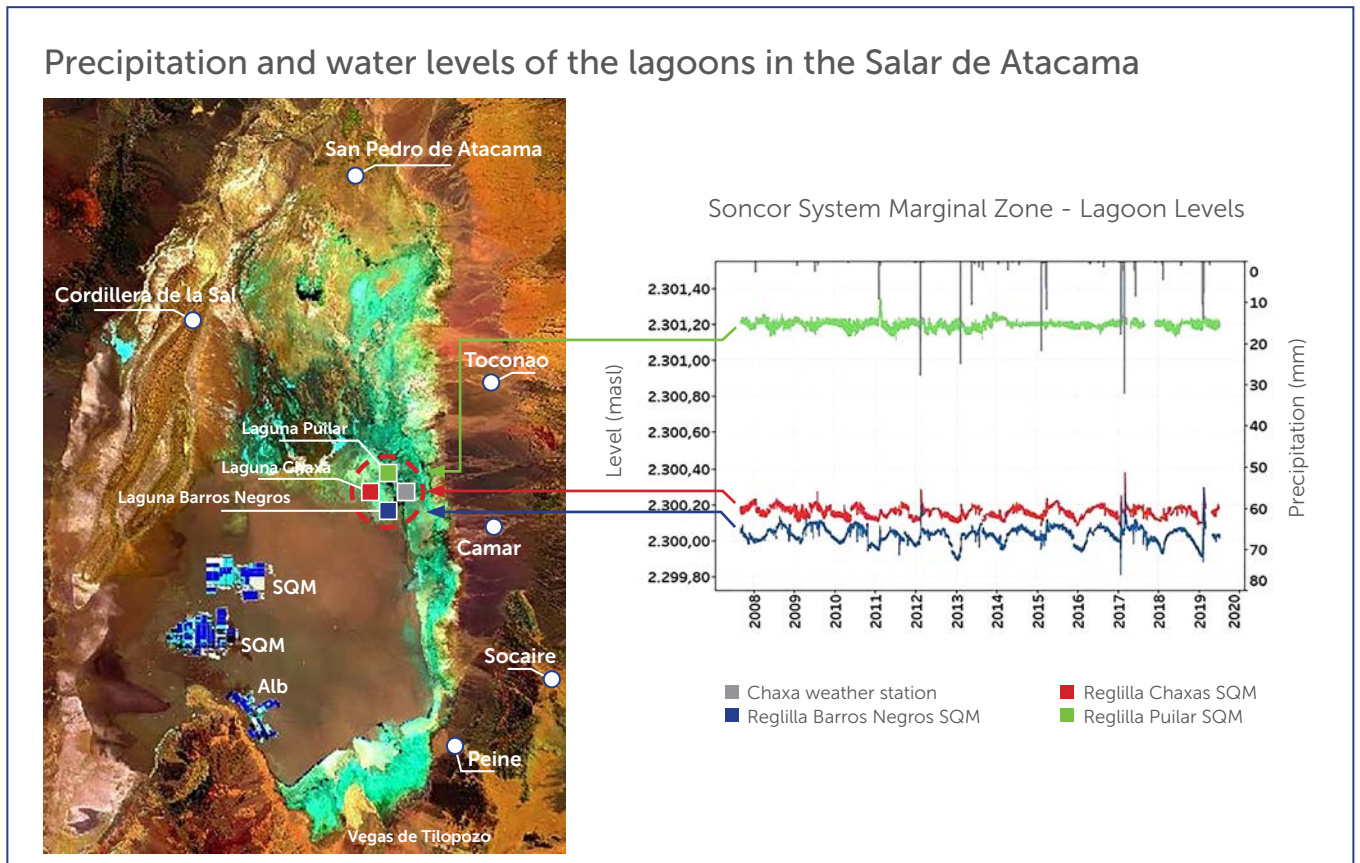 Precipitation and water levels of the lagoons in the Salar de Atacama
San Pedro de Atacama
Cordillera de la Sal
Toconao
Laguna Puilar
Laguna Chaxa
Laguna Barros Negros
Camar
SQM
SQM
Alb
Socaire
Peine
Vegas de Tilopozo
Soncor System Marginal Zone - Lagoon Levels
Level (masl)
2.301,40
2.301,20
2.301,00
2.300,80
2.300,60
2.300,40
2.300,20
2.300,00
2.299,80
Precipitation (mm)
0
10
20
30
40
50
60
70
80
2008
2009
2010
2011
2012
2013
2014
2015
2016
2017
2018
2019
2020
Chaxa weather station
Reglilla Barros Negros SQM
Reglilla Chaxas SQM
Reglilla Puilar SQM